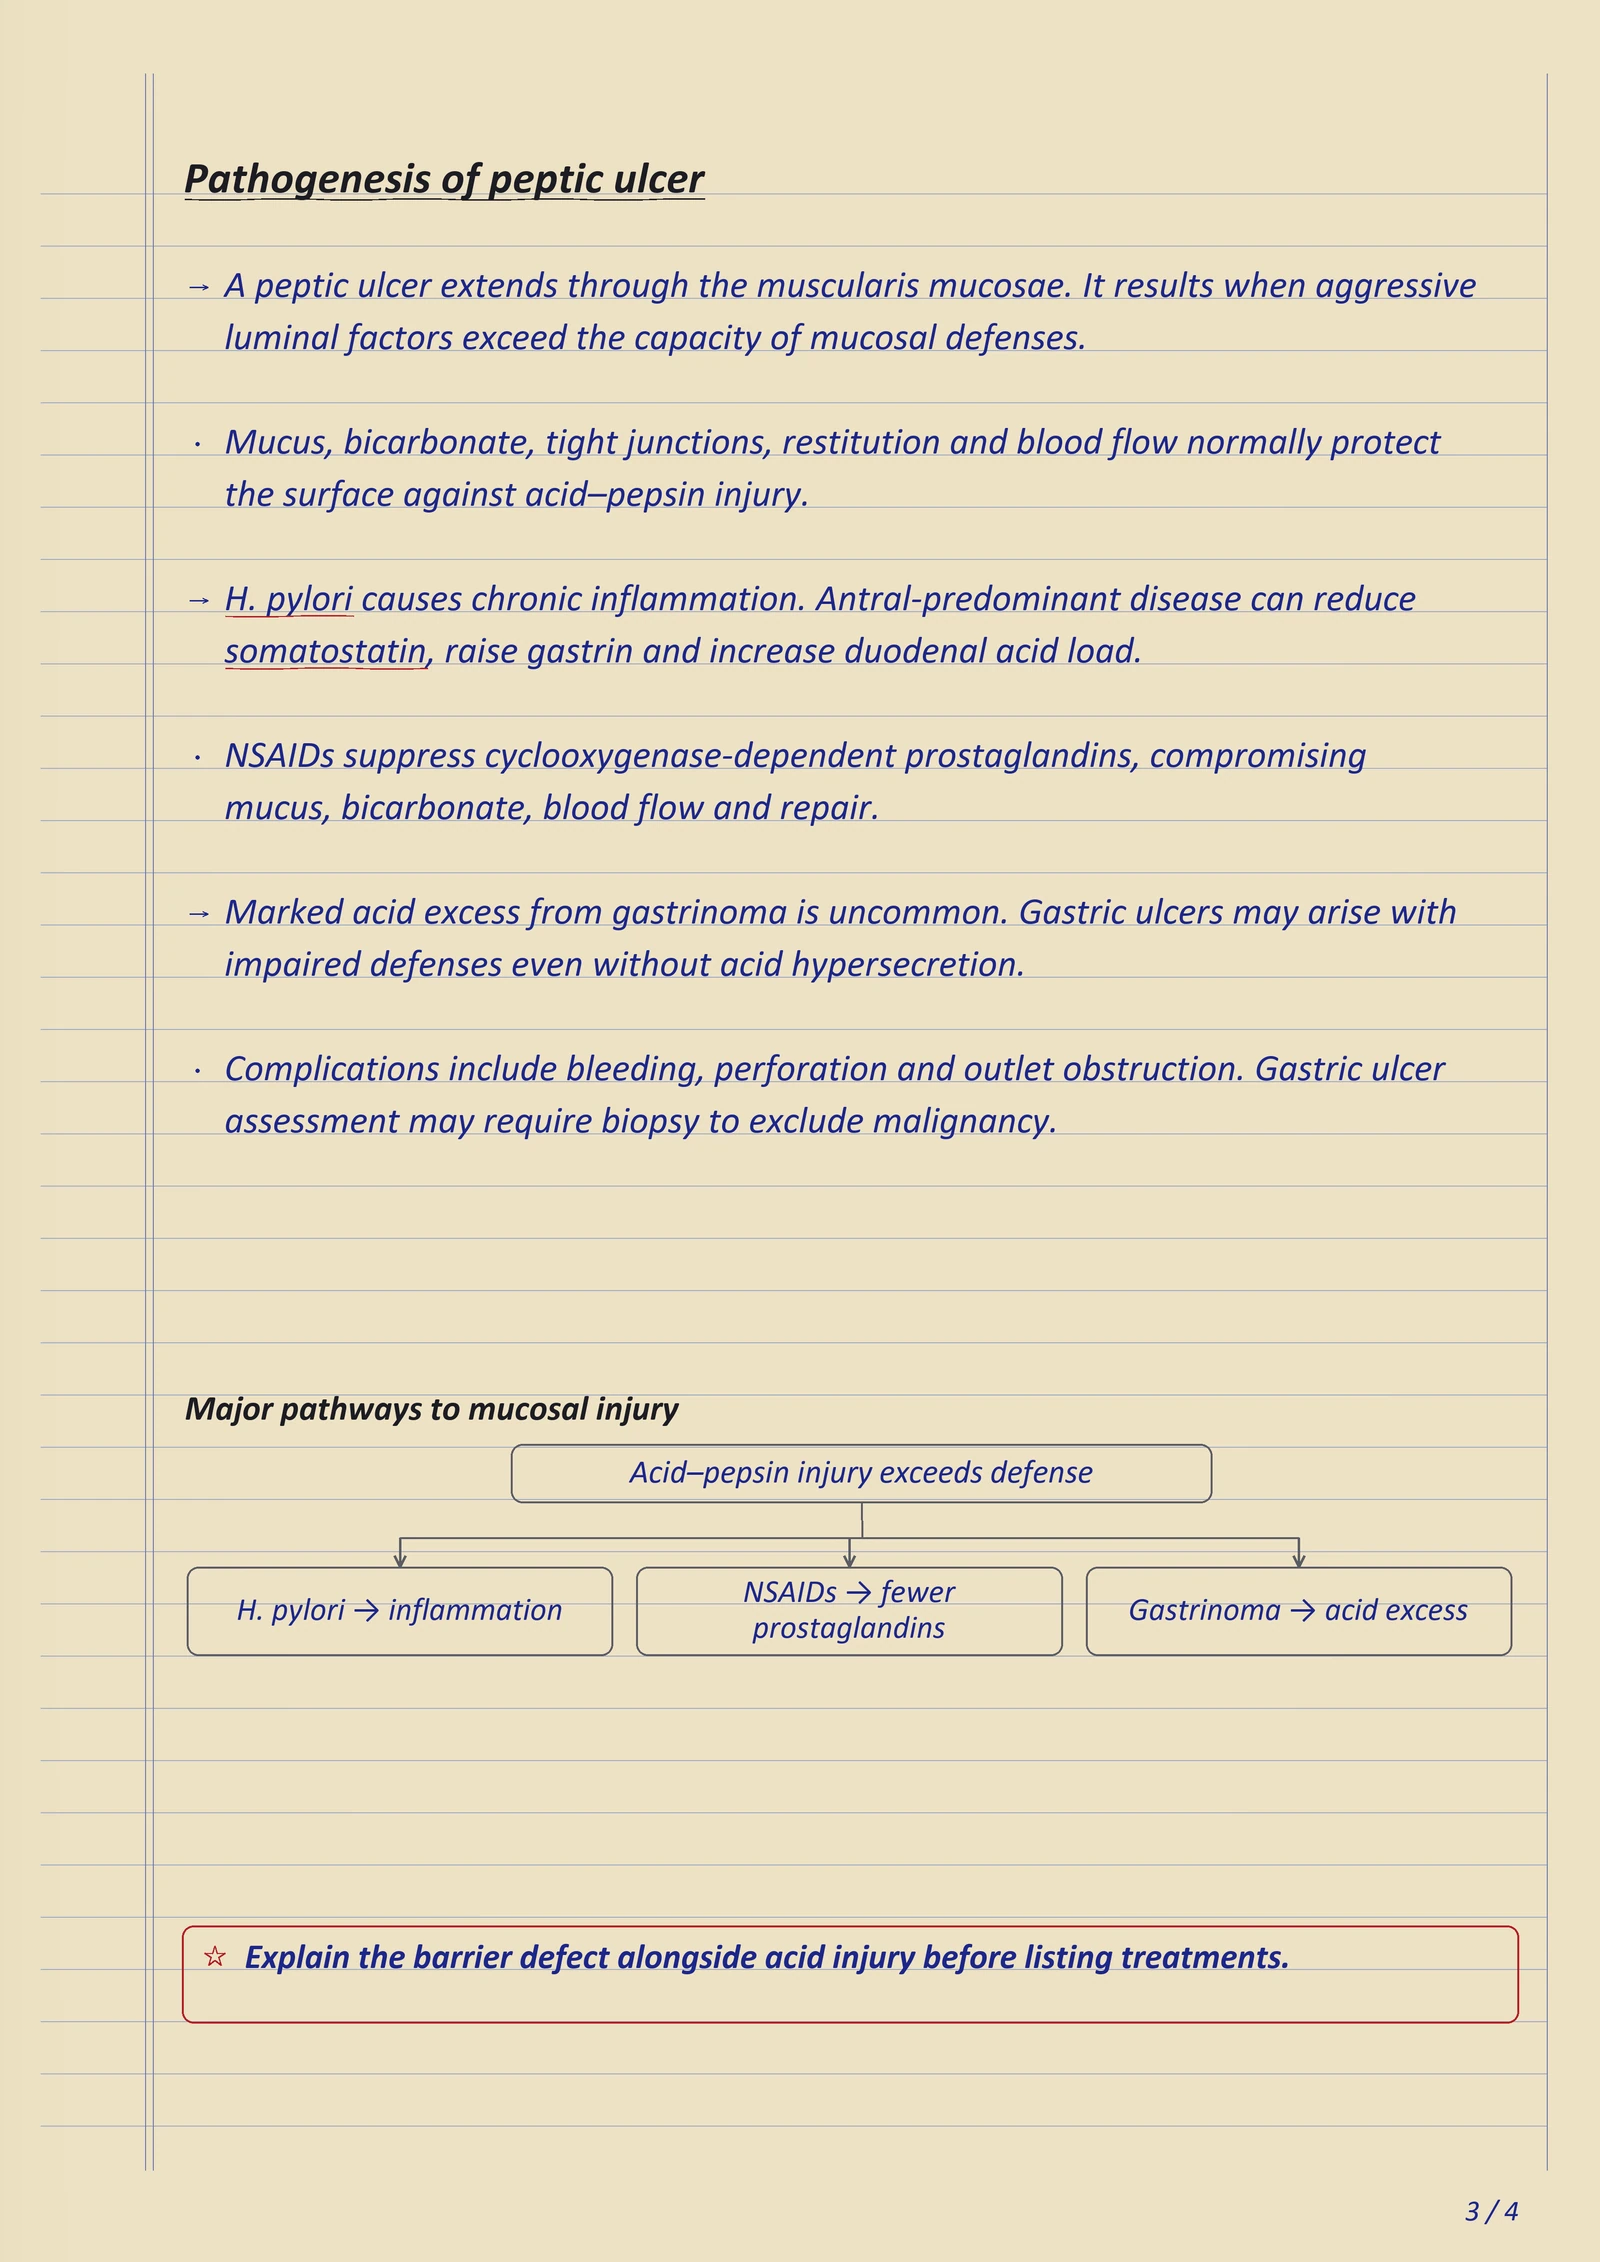 Pathogenesis of peptic ulcer
→ A peptic ulcer extends through the muscularis mucosae. It results when aggressive
luminal factors exceed the capacity of mucosal defenses.
· Mucus, bicarbonate, tight junctions, restitution and blood flow normally protect
the surface against acid–pepsin injury.
→ H. pylori causes chronic inflammation. Antral-predominant disease can reduce
somatostatin, raise gastrin and increase duodenal acid load.
· NSAIDs suppress cyclooxygenase-dependent prostaglandins, compromising
mucus, bicarbonate, blood flow and repair.
→ Marked acid excess from gastrinoma is uncommon. Gastric ulcers may arise with
impaired defenses even without acid hypersecretion.
· Complications include bleeding, perforation and outlet obstruction. Gastric ulcer
assessment may require biopsy to exclude malignancy.
Major pathways to mucosal injury
Acid–pepsin injury exceeds defense
H. pylori → inflammation
NSAIDs → fewer
prostaglandins
Gastrinoma → acid excess
☆ Explain the barrier defect alongside acid injury before listing treatments.
3 / 4